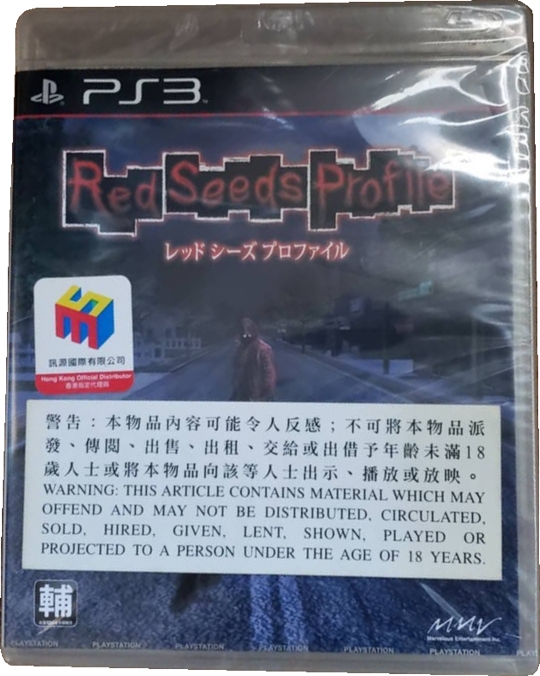 PS3
Red Seeds Profile
レッド シーズ プロファイル
訊源國際有限公司
Hong Kong Official Distributor
香港指定代理商
警告：本物品內容可能令人反感；不可將本物品派
發、傳閱、出售、出租、交給或出借予年齡未滿18
歲人士或將本物品向該等人士出示、播放或放映。
WARNING: THIS ARTICLE CONTAINS MATERIAL WHICH MAY
OFFEND AND MAY NOT BE DISTRIBUTED, CIRCULATED,
SOLD, HIRED, GIVEN, LENT, SHOWN, PLAYED OR
PROJECTED TO A PERSON UNDER THE AGE OF 18 YEARS.
輔
MMV
Marvelous Entertainment Inc.
PLAYSTATION PLAYSTATION PLAYSTATION PLAYSTATION PLAYSTATION PLAYSTATION PLAY